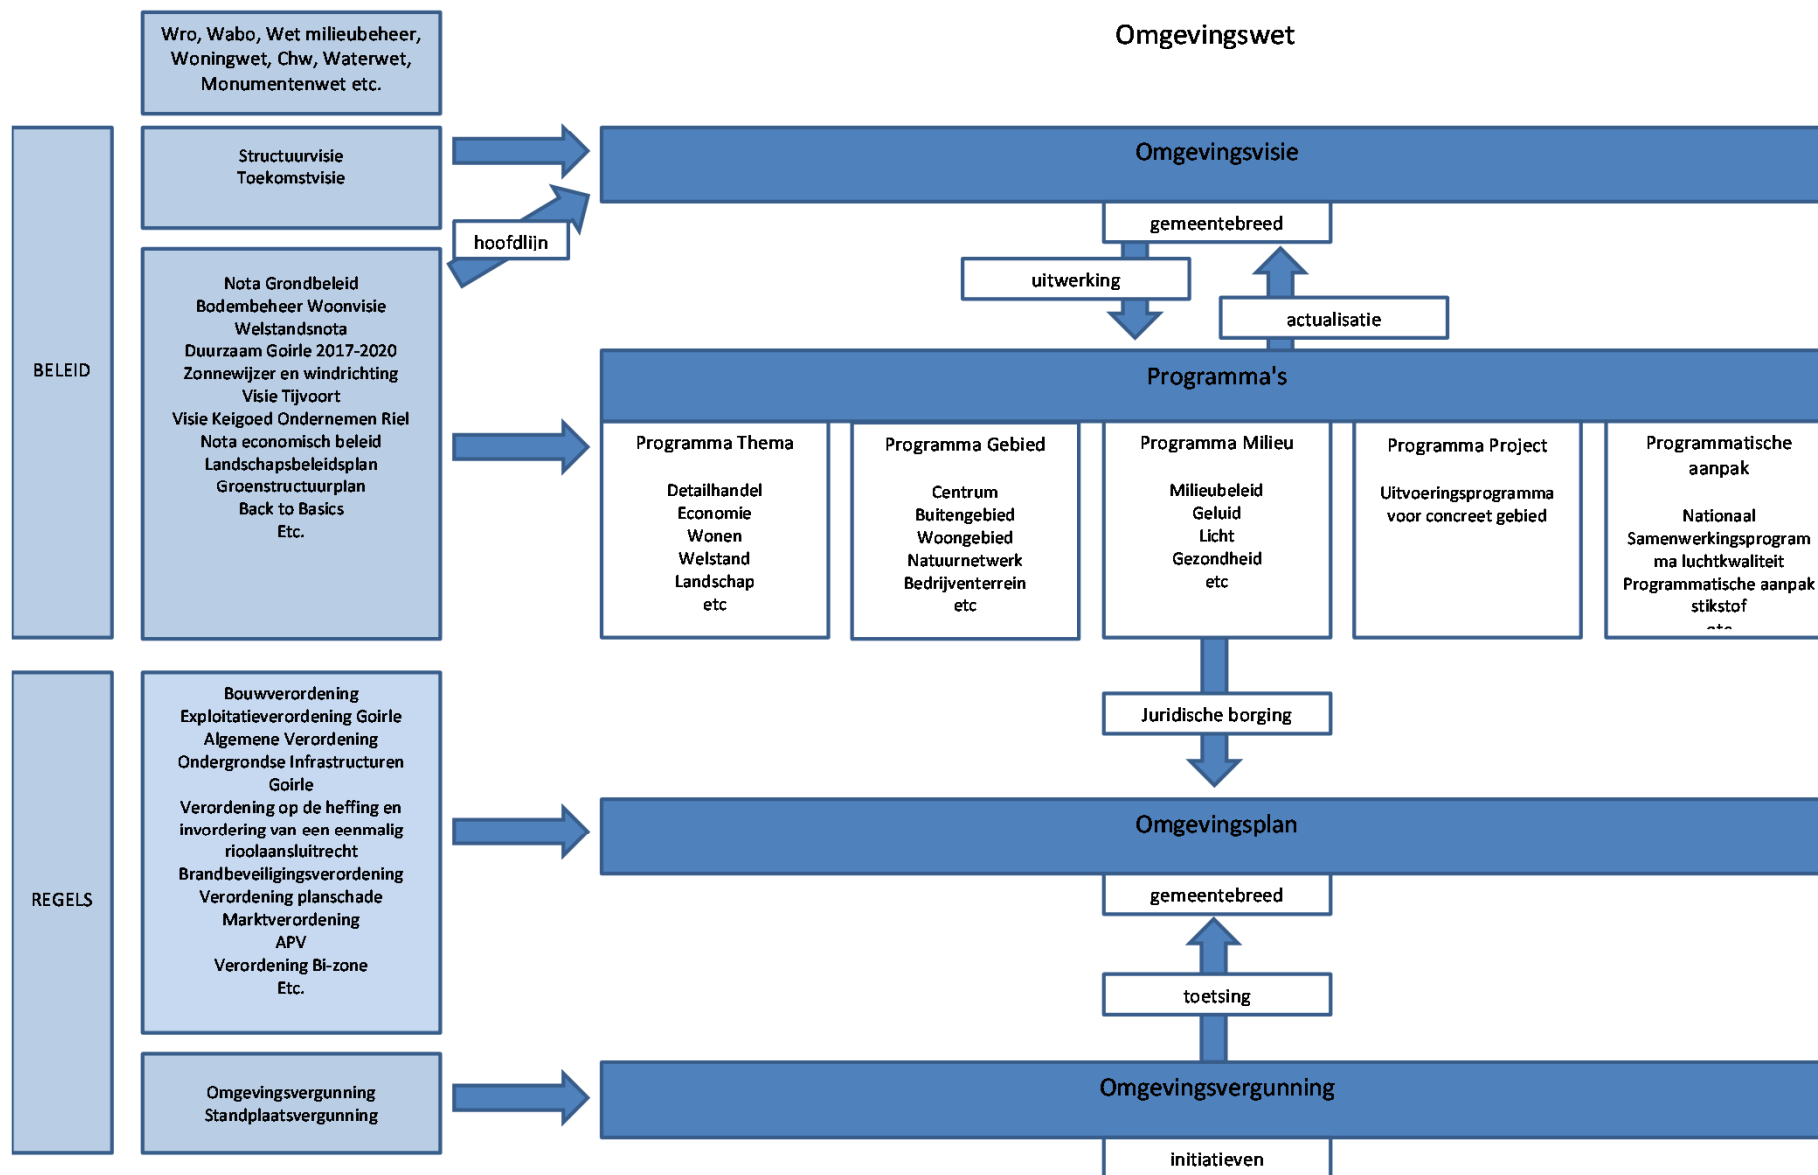 Wro, Wabo, Wet milieubeheer,
Woningwet, Chw, Waterwet,
Monumentenwet etc.
Omgevingswet
BELEID
Structuurvisie
Toekomstvisie
Omgevingsvisie
gemeentebreed
hoofdlijn
uitwerking
actualisatie
Nota Grondbeleid
Bodembeheer Woonvisie
Welstandsnota
Duurzaam Goirle 2017-2020
Zonnewijzer en windrichting
Visie Tijvoort
Visie Keigoed Ondernemen Riel
Nota economisch beleid
Landschapsbeleidsplan
Groenstructuurplan
Back to Basics
Etc.
Programma's
Programma Thema
Detailhandel
Economie
Wonen
Welstand
Landschap
etc
Programma Gebied
Centrum
Buitengebied
Woongebied
Natuurnetwerk
Bedrijventerrein
etc
Programma Milieu
Milieubeleid
Geluid
Licht
Gezondheid
etc
Programma Project
Uitvoeringsprogramma
voor concreet gebied
Programmatische
aanpak
Nationaal
Samenwerkingsprogram
ma luchtkwaliteit
Programmatische aanpak
stikstof
etc
Juridische borging
REGELS
Bouwverordening
Exploitatieverordening Goirle
Algemene Verordening
Ondergrondse Infrastructuren
Goirle
Verordening op de heffing en
invordering van een eenmalig
rioolaansluitrecht
Brandbeveiligingsverordening
Verordening planschade
Marktverordening
APV
Verordening Bi-zone
Etc.
Omgevingsplan
gemeentebreed
toetsing
Omgevingsvergunning
Standplaatsvergunning
Omgevingsvergunning
initiatieven